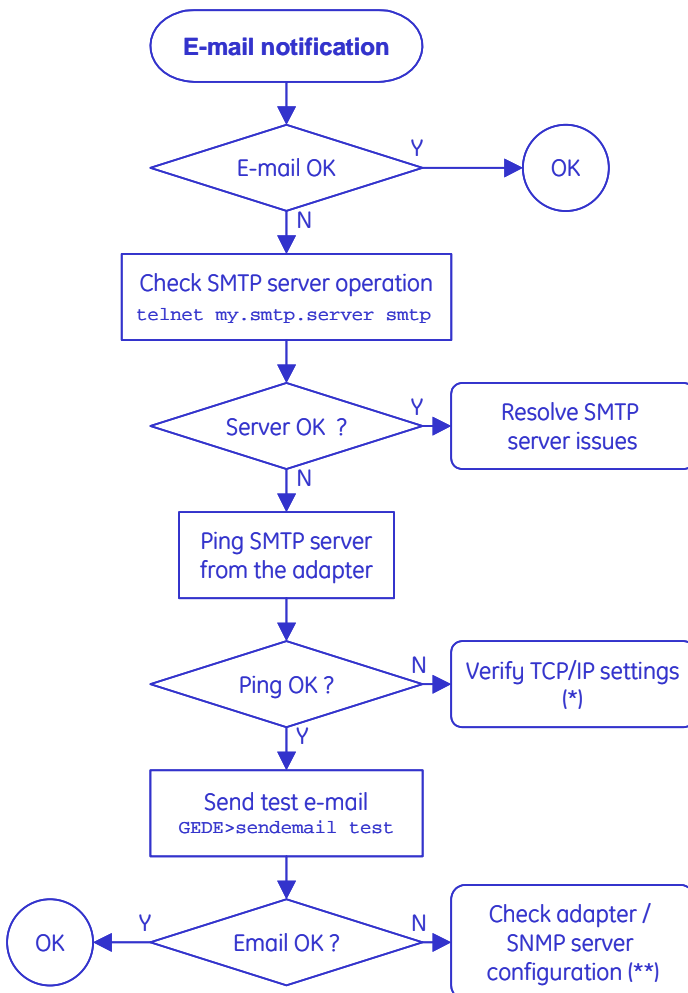 E-mail notification
E-mail OK
Y
OK
N
Check SMTP server operation
telnet my.smtp.server smtp
Server OK ?
Y
Resolve SMTP
server issues
N
Ping SMTP server
from the adapter
Ping OK ?
N
Verify TCP/IP settings
(*)
Y
Send test e-mail
GEDE>sendemail test
OK
Y
Email OK ?
N
Check adapter /
SNMP server
configuration (**)